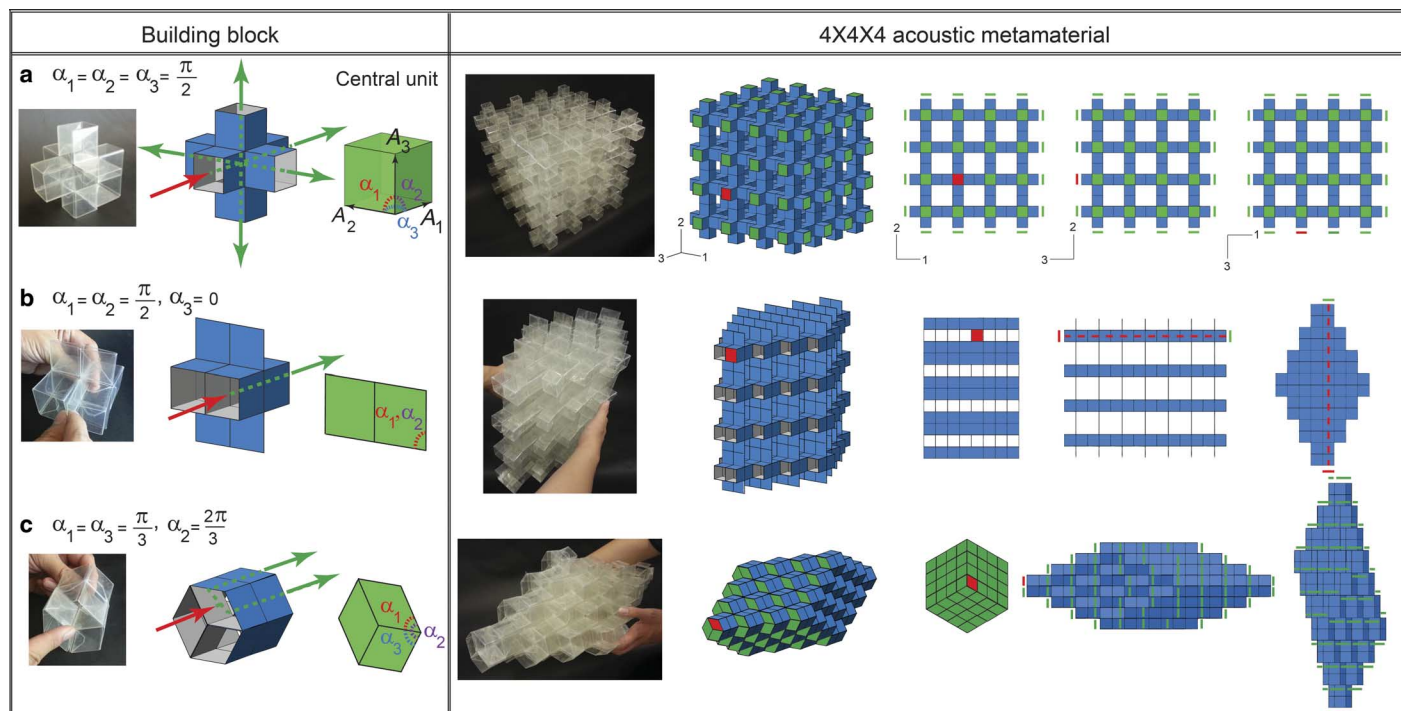 Building block
4X4X4 acoustic metamaterial
a α1 = α2 = α3 = π/2
Central unit
A3
α1 α2
A2 α3 A1
2
3 1
2
1
2
3
1
3
b α1 = α2 = π/2, α3 = 0
α1, α2
c α1 = α3 = π/3, α2 = 2π/3
α1
α2
α3